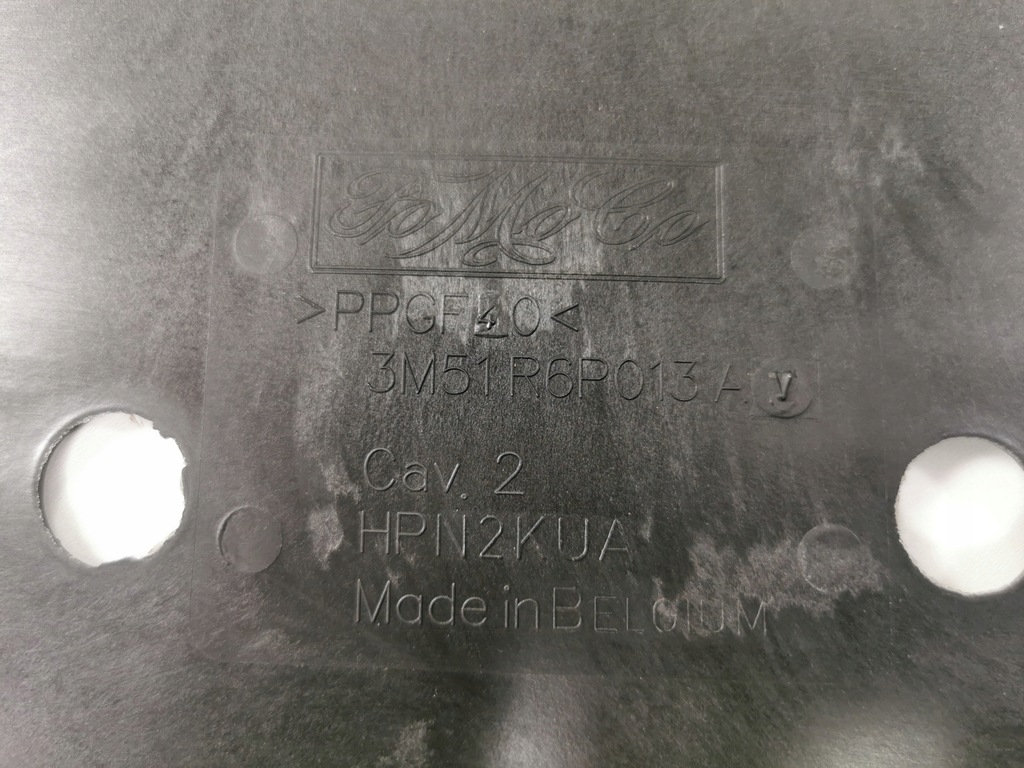 FoMoCo
>PPGF40<
3M51 R6P013 A V
Cav. 2
HPN2KUA
Made in BELGIUM